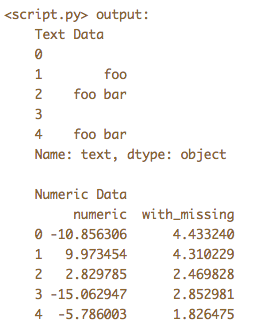 <script.py> output:
Text Data
0
1        foo
2    foo bar
3
4    foo bar
Name: text, dtype: object
Numeric Data
     numeric  with_missing
0 -10.856306      4.433240
1   9.973454      4.310229
2   2.829785      2.469828
3 -15.062947      2.852981
4  -5.786003      1.826475